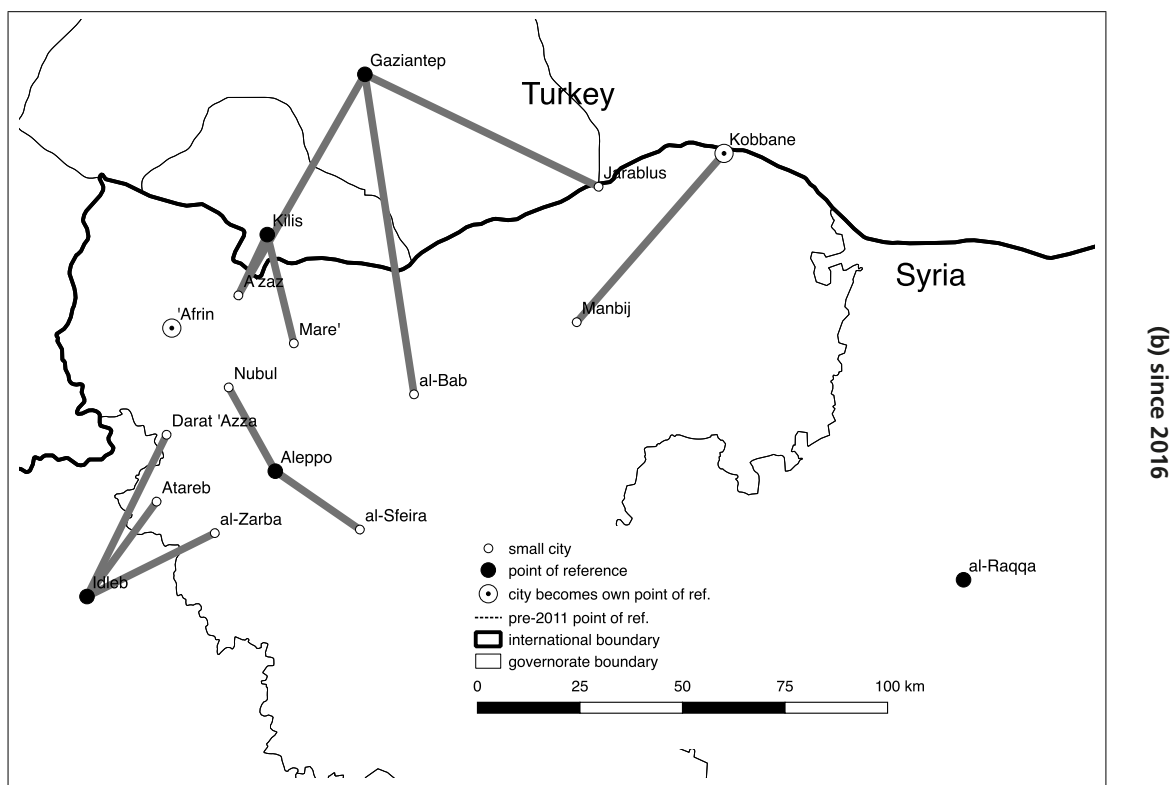 Gaziantep
Turkey
Kobbane
Jarablus
Kilis
Syria
A'zaz
'Afrin
Manbij
Mare'
Nubul
al-Bab
Darat 'Azza
Aleppo
Atareb
al-Zarba
al-Sfeira
Idleb
al-Raqqa
small city
point of reference
city becomes own point of ref.
pre-2011 point of ref.
international boundary
governorate boundary
0 25 50 75 100 km
(b) since 2016